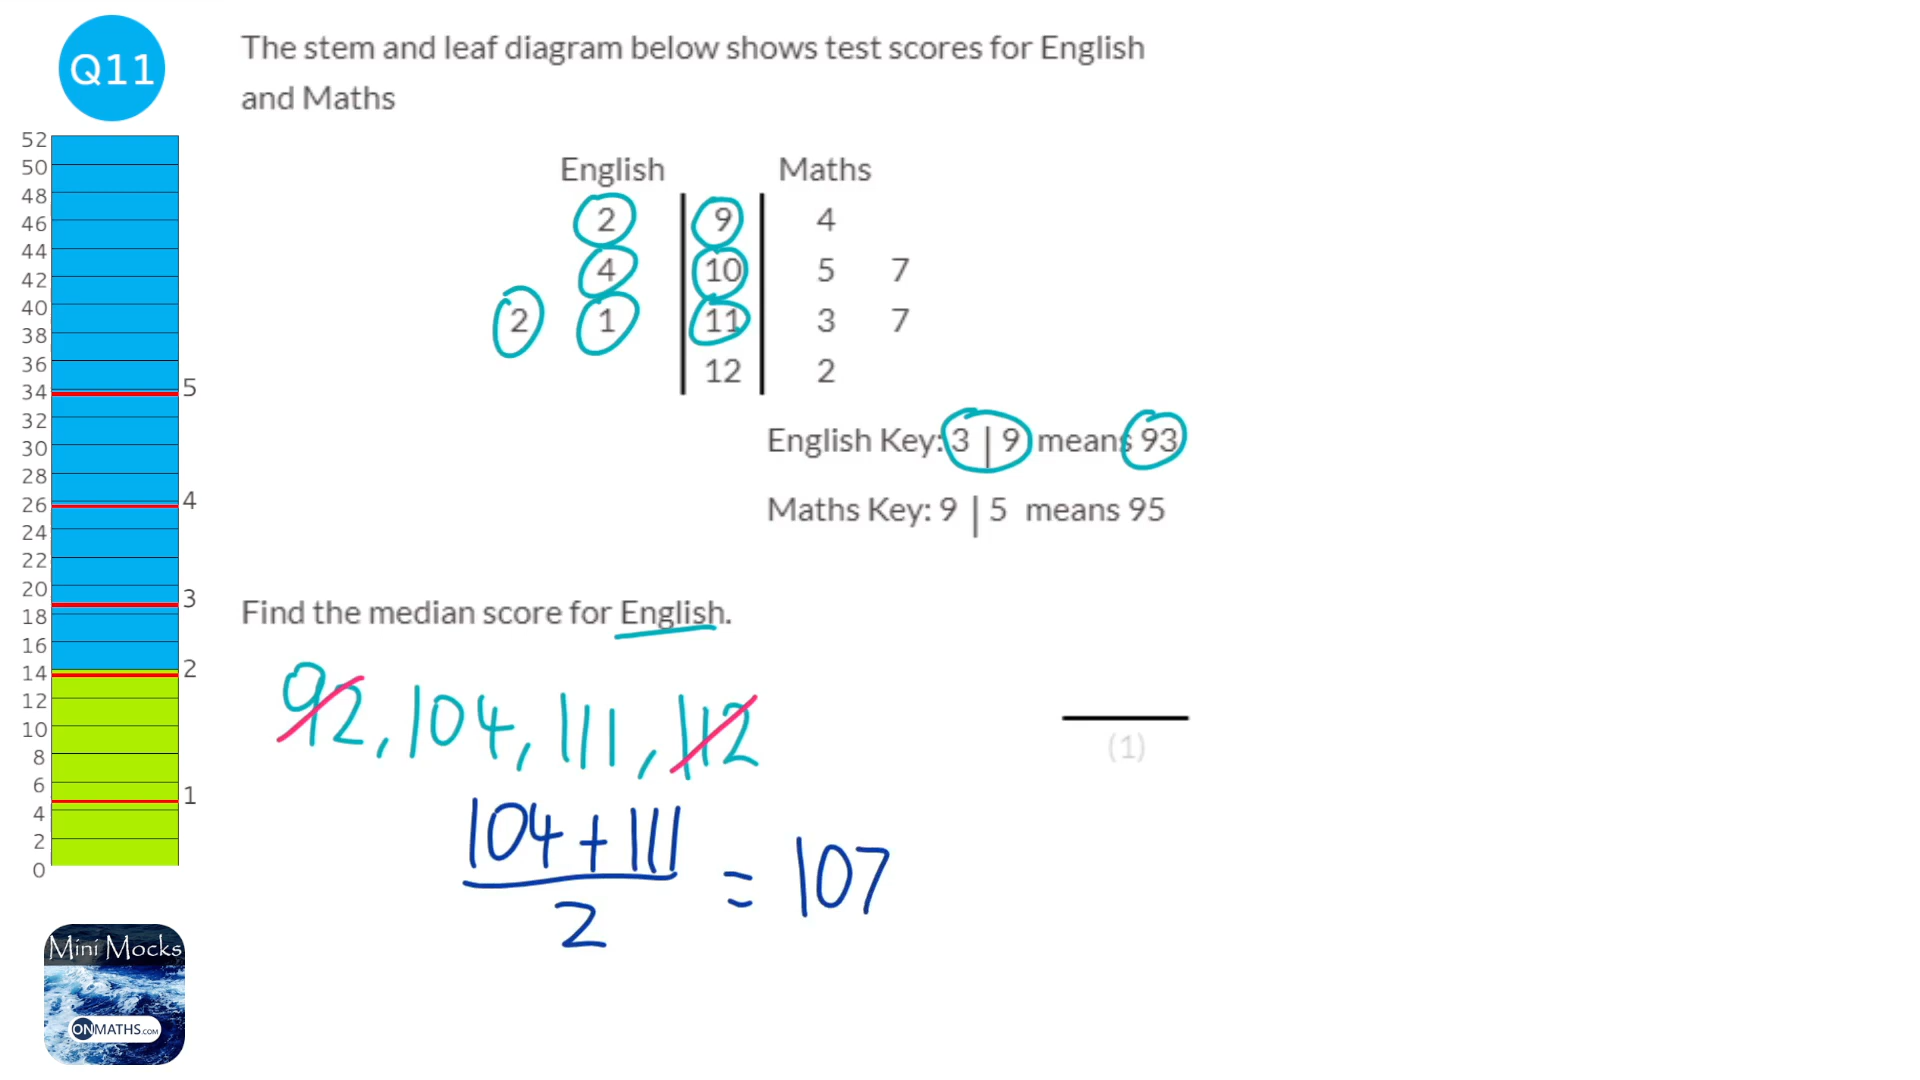 Q11
The stem and leaf diagram below shows test scores for English
and Maths
English Maths
2 9 4
4 10 5 7
2 1 11 3 7
12 2
English Key: 3 | 9 means 93
Maths Key: 9 | 5 means 95
Find the median score for English.
92, 104, 111, 112
(1)
104 + 111
2
= 107
52
50
48
46
44
42
40
38
36
34 5
32
30
28
26 4
24
22
20
18 3
16
14 2
12
10
8
6
4 1
2
0
Mini Mocks
ONMATHS.COM